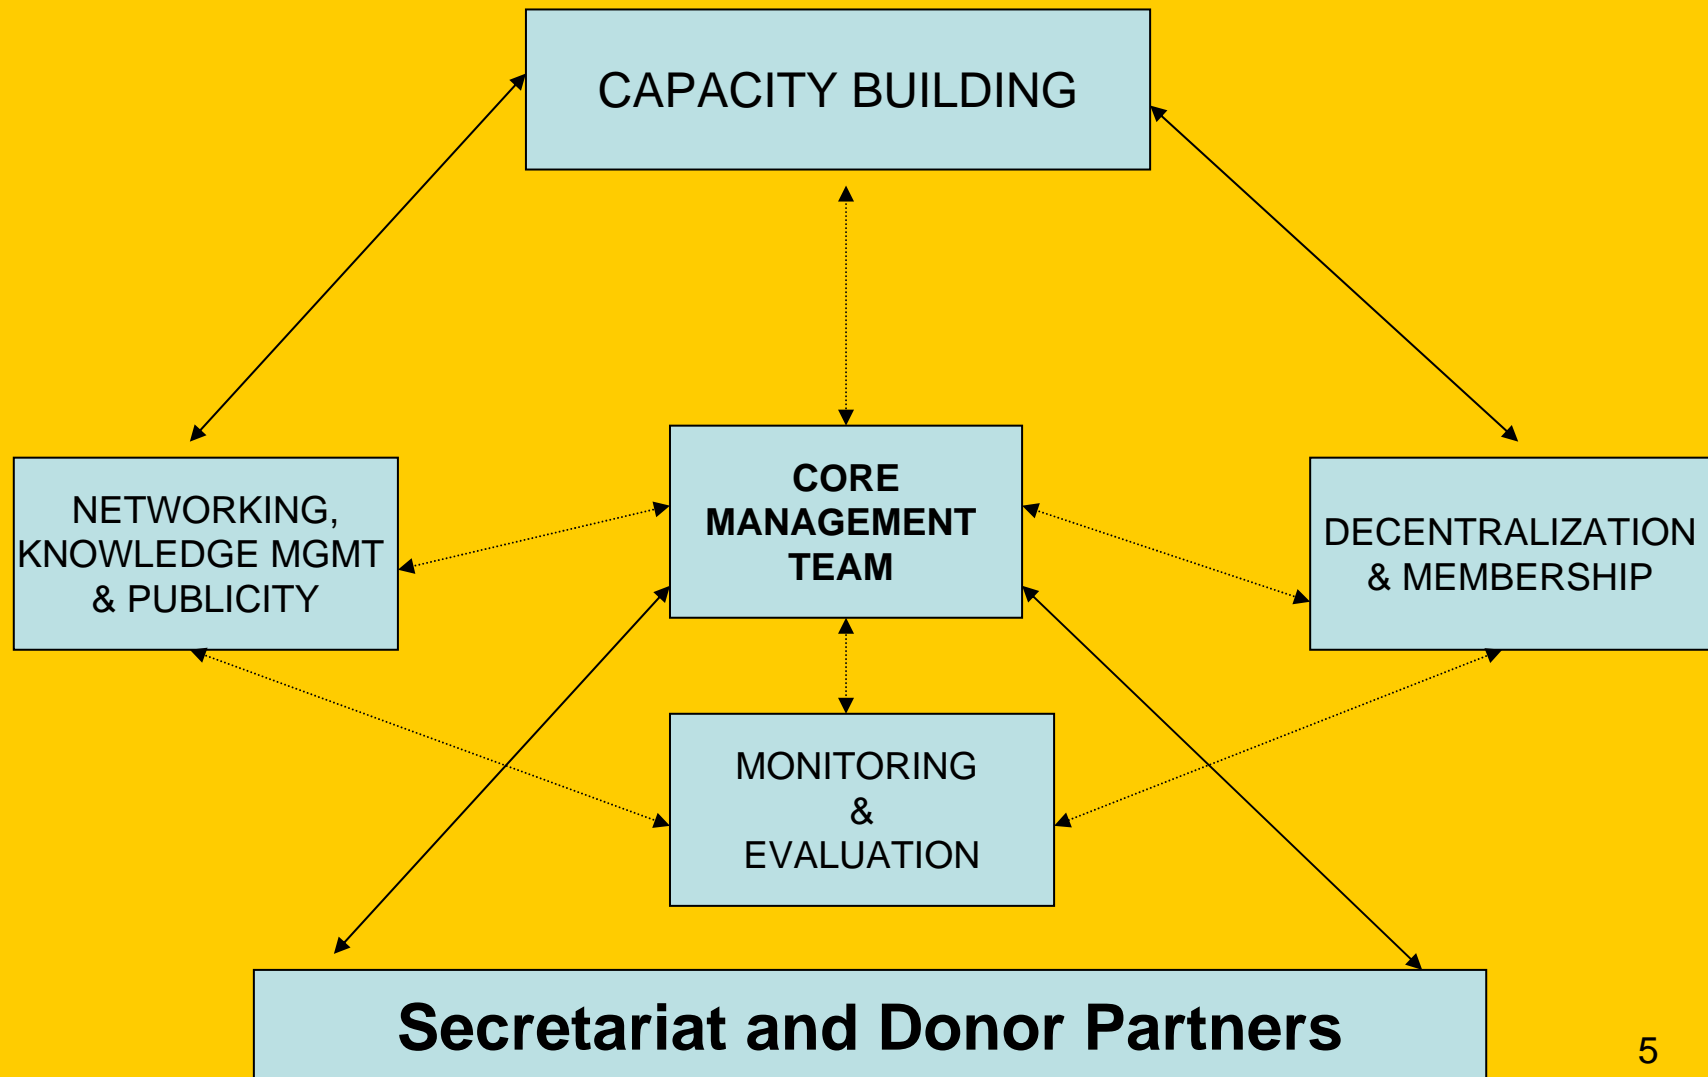 CAPACITY BUILDING
NETWORKING,
KNOWLEDGE MGMT
& PUBLICITY
CORE
MANAGEMENT
TEAM
DECENTRALIZATION
& MEMBERSHIP
MONITORING
&
EVALUATION
Secretariat and Donor Partners
5